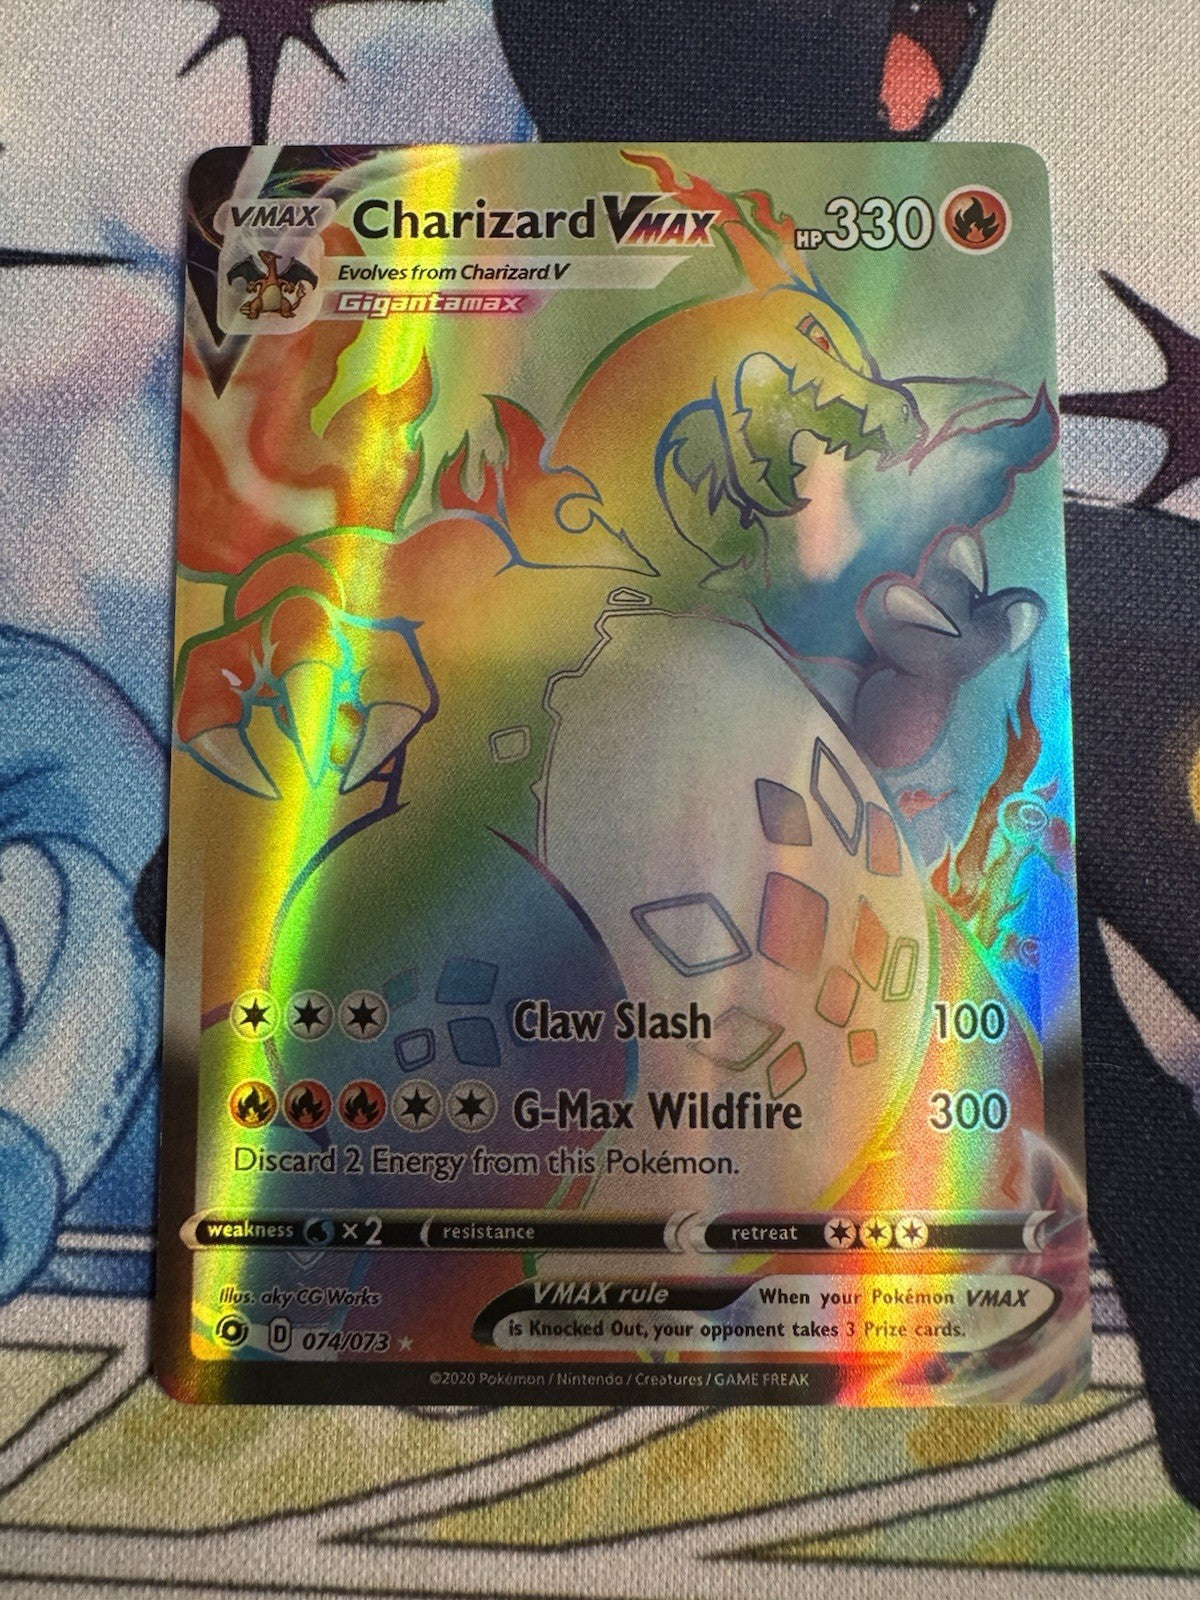 VMAX Charizard VMAX HP 330
Evolves from Charizard V
Gigantamax
Claw Slash 100
G-Max Wildfire 300
Discard 2 Energy from this Pokémon.
weakness ×2 resistance retreat
Illus. aky CG Works
VMAX rule When your Pokémon VMAX
is Knocked Out, your opponent takes 3 Prize cards.
D 074/073
©2020 Pokémon / Nintendo / Creatures / GAME FREAK